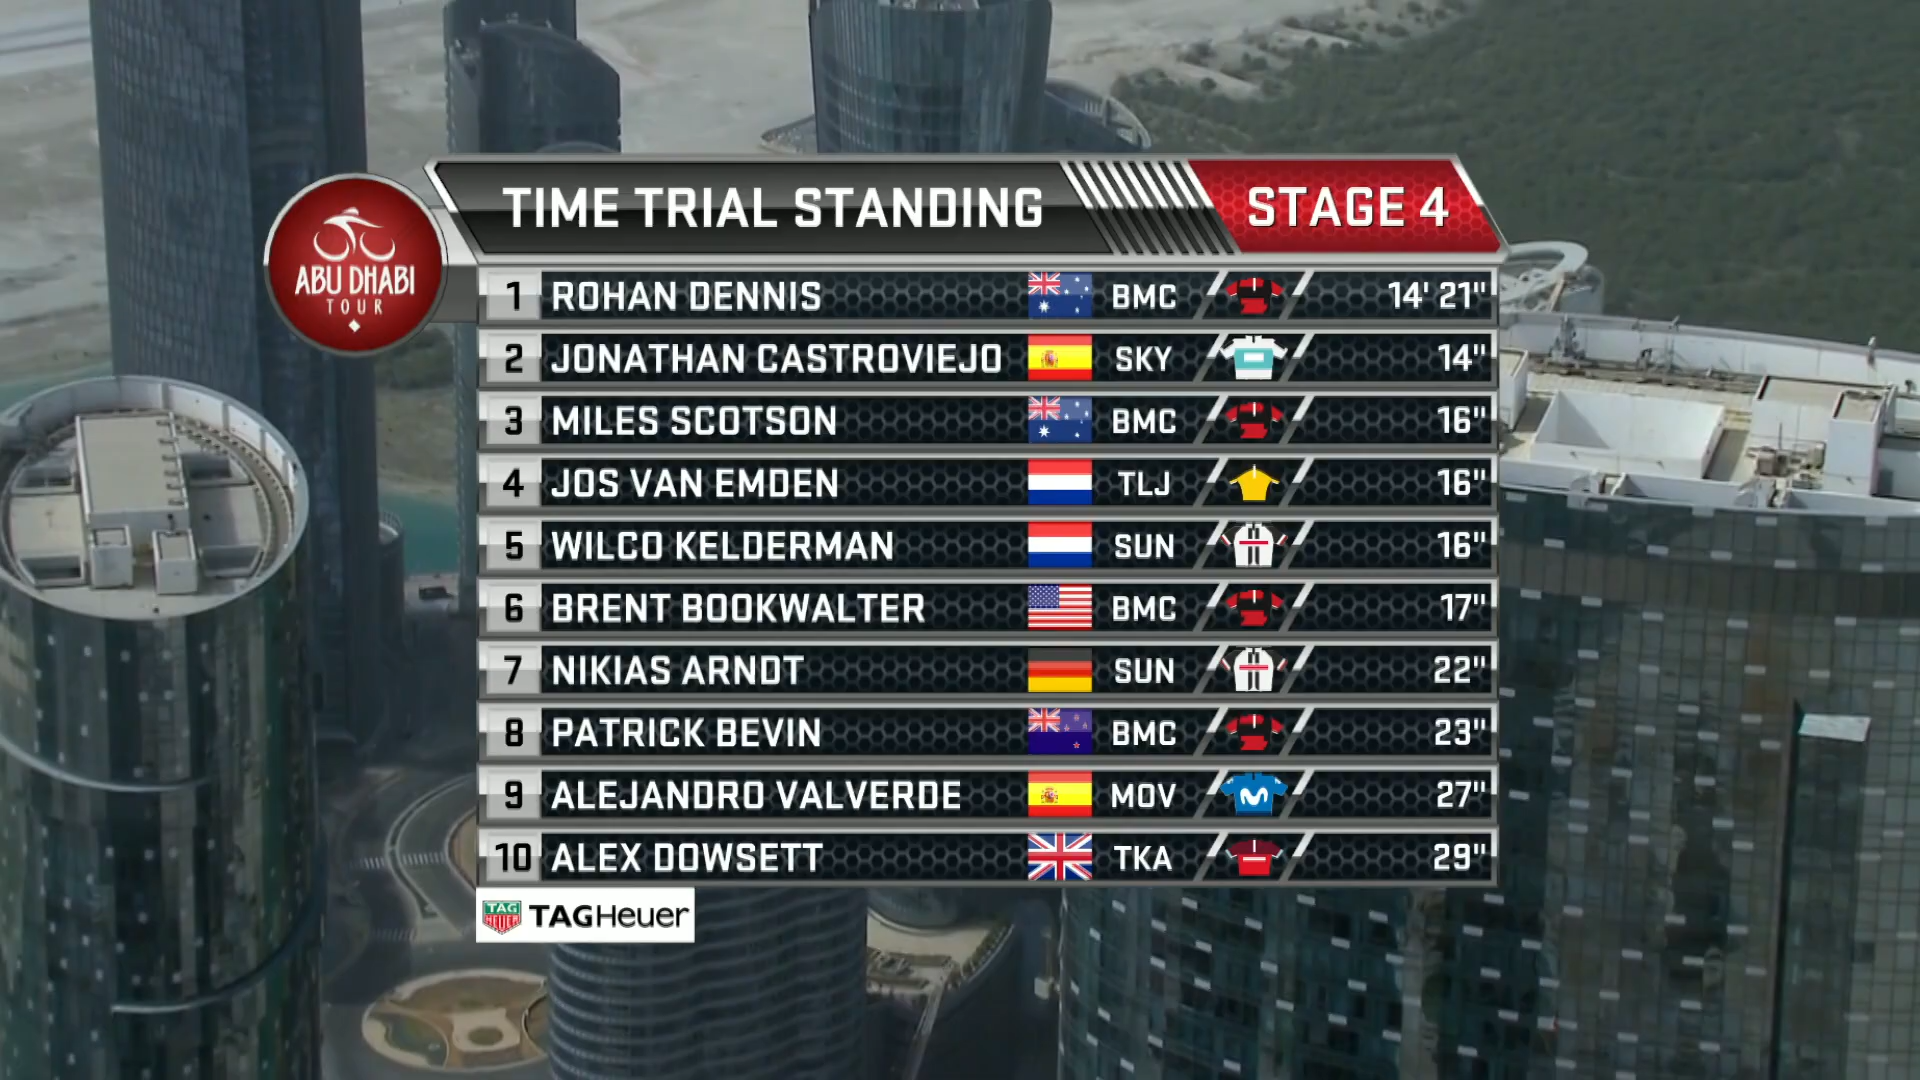 TIME TRIAL STANDING STAGE 4
ABU DHABI
TOUR
1 ROHAN DENNIS BMC 14' 21"
2 JONATHAN CASTROVIEJO SKY 14"
3 MILES SCOTSON BMC 16"
4 JOS VAN EMDEN TLJ 16"
5 WILCO KELDERMAN SUN 16"
6 BRENT BOOKWALTER BMC 17"
7 NIKIAS ARNDT SUN 22"
8 PATRICK BEVIN BMC 23"
9 ALEJANDRO VALVERDE MOV 27"
10 ALEX DOWSETT TKA 29"
TAG HEUER TAGHeuer